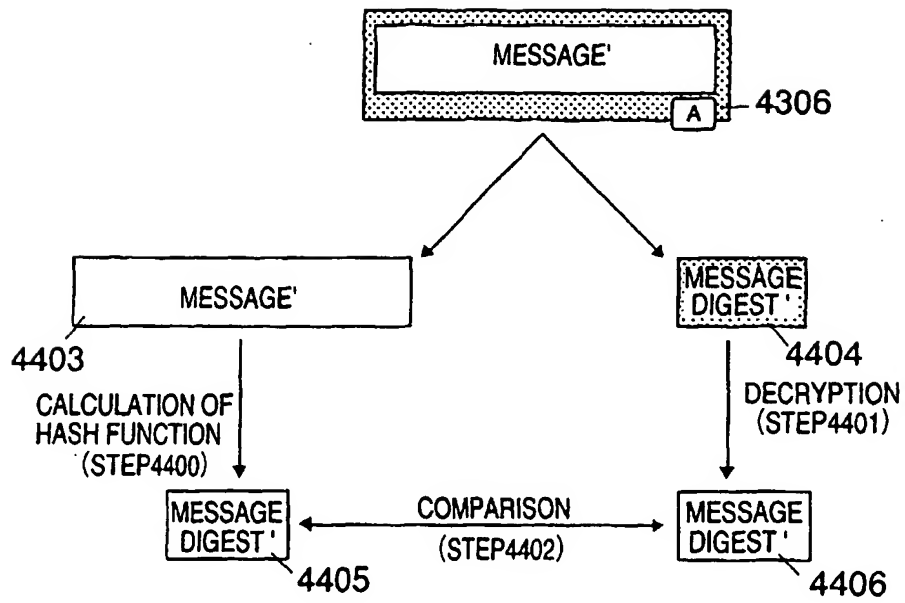 MESSAGE'
A
4306
MESSAGE'
4403
MESSAGE
DIGEST '
4404
CALCULATION OF
HASH FUNCTION
(STEP4400)
DECRYPTION
(STEP4401)
MESSAGE
DIGEST '
4405
COMPARISON
(STEP4402)
MESSAGE
DIGEST '
4406